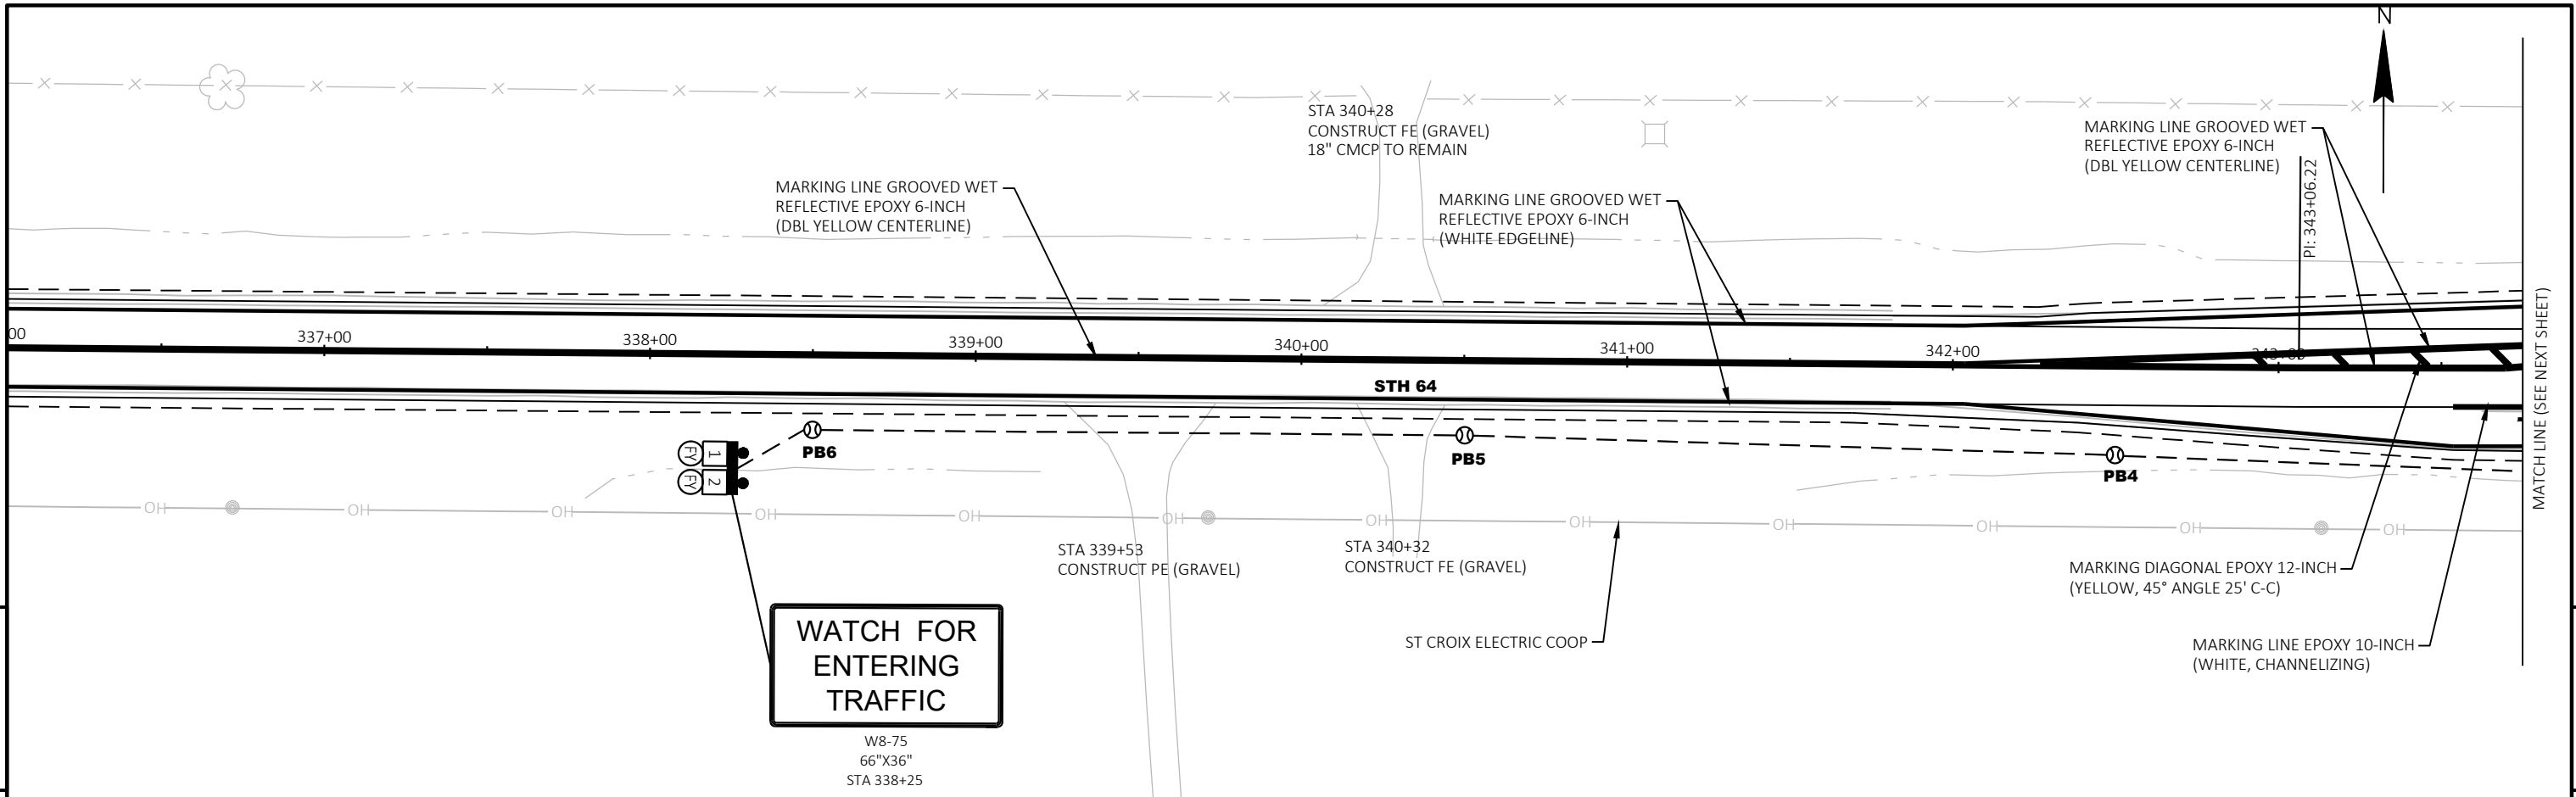 N
STA 340+28
CONSTRUCT FE (GRAVEL)
18" CMCP TO REMAIN
MARKING LINE GROOVED WET
REFLECTIVE EPOXY 6-INCH
(DBL YELLOW CENTERLINE)
MARKING LINE GROOVED WET
REFLECTIVE EPOXY 6-INCH
(WHITE EDGELINE)
MARKING LINE GROOVED WET
REFLECTIVE EPOXY 6-INCH
(DBL YELLOW CENTERLINE)
PI: 343+06.22
00
337+00
338+00
339+00
340+00
341+00
342+00
343+00
STH 64
MATCH LINE (SEE NEXT SHEET)
FY 1
FY 2
PB6
PB5
PB4
OH OH OH OH OH OH OH OH OH OH OH OH
STA 339+53
CONSTRUCT PE (GRAVEL)
STA 340+32
CONSTRUCT FE (GRAVEL)
MARKING DIAGONAL EPOXY 12-INCH
(YELLOW, 45° ANGLE 25' C-C)
ST CROIX ELECTRIC COOP
MARKING LINE EPOXY 10-INCH
(WHITE, CHANNELIZING)
WATCH FOR
ENTERING
TRAFFIC
W8-75
66"X36"
STA 338+25